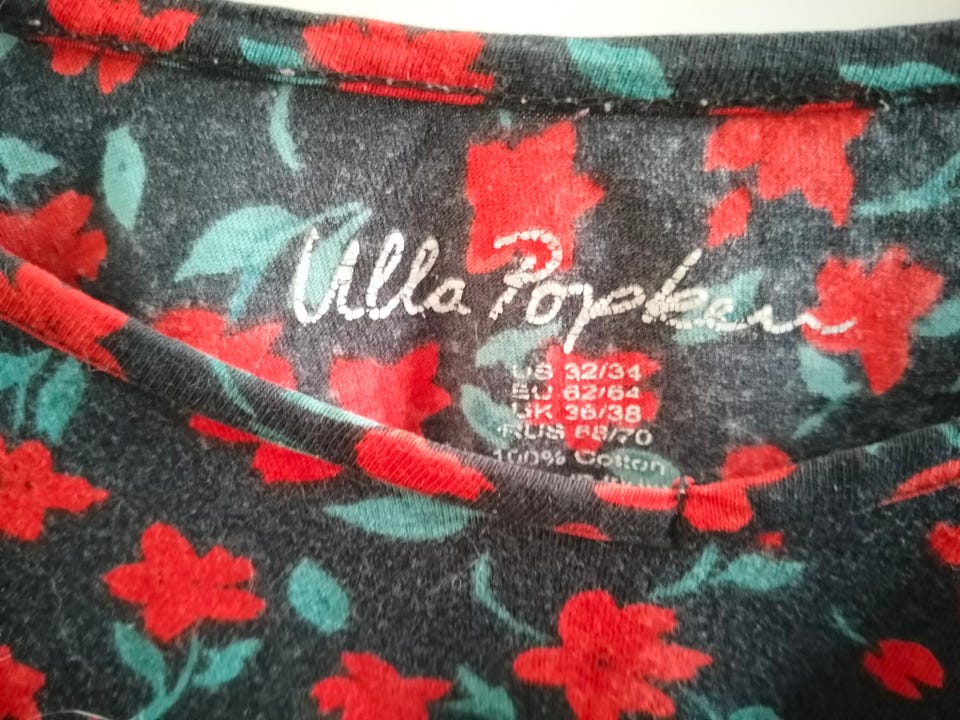 Ulla Popken
US 32/34
EU 62/64
UK 36/38
RUS 68/70
100% Cotton